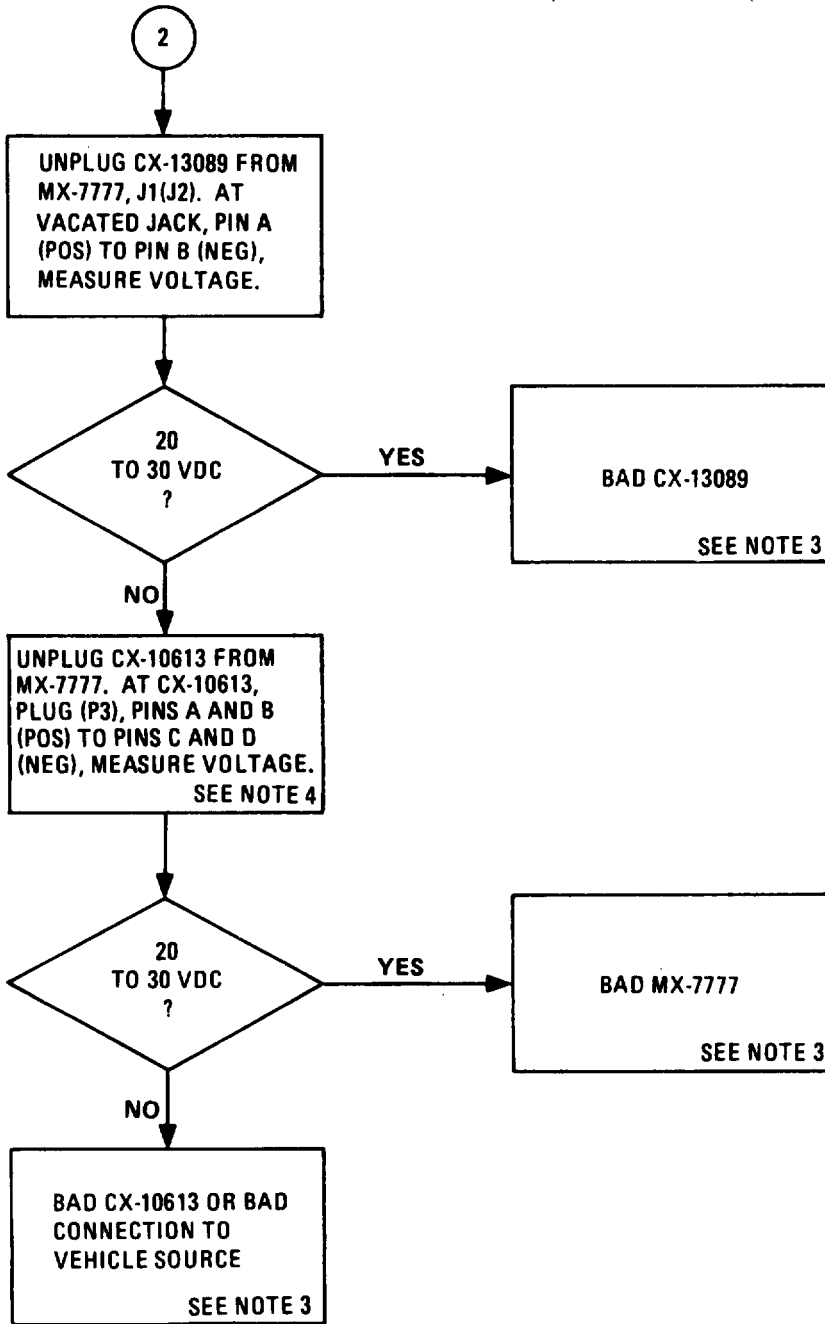 2
UNPLUG CX-13089 FROM
MX-7777, J1(J2). AT
VACATED JACK, PIN A
(POS) TO PIN B (NEG),
MEASURE VOLTAGE.
20
TO 30 VDC
?
YES
BAD CX-13089
SEE NOTE 3
NO
UNPLUG CX-10613 FROM
MX-7777. AT CX-10613,
PLUG (P3), PINS A AND B
(POS) TO PINS C AND D
(NEG), MEASURE VOLTAGE.
SEE NOTE 4
20
TO 30 VDC
?
YES
BAD MX-7777
SEE NOTE 3
NO
BAD CX-10613 OR BAD
CONNECTION TO
VEHICLE SOURCE
SEE NOTE 3